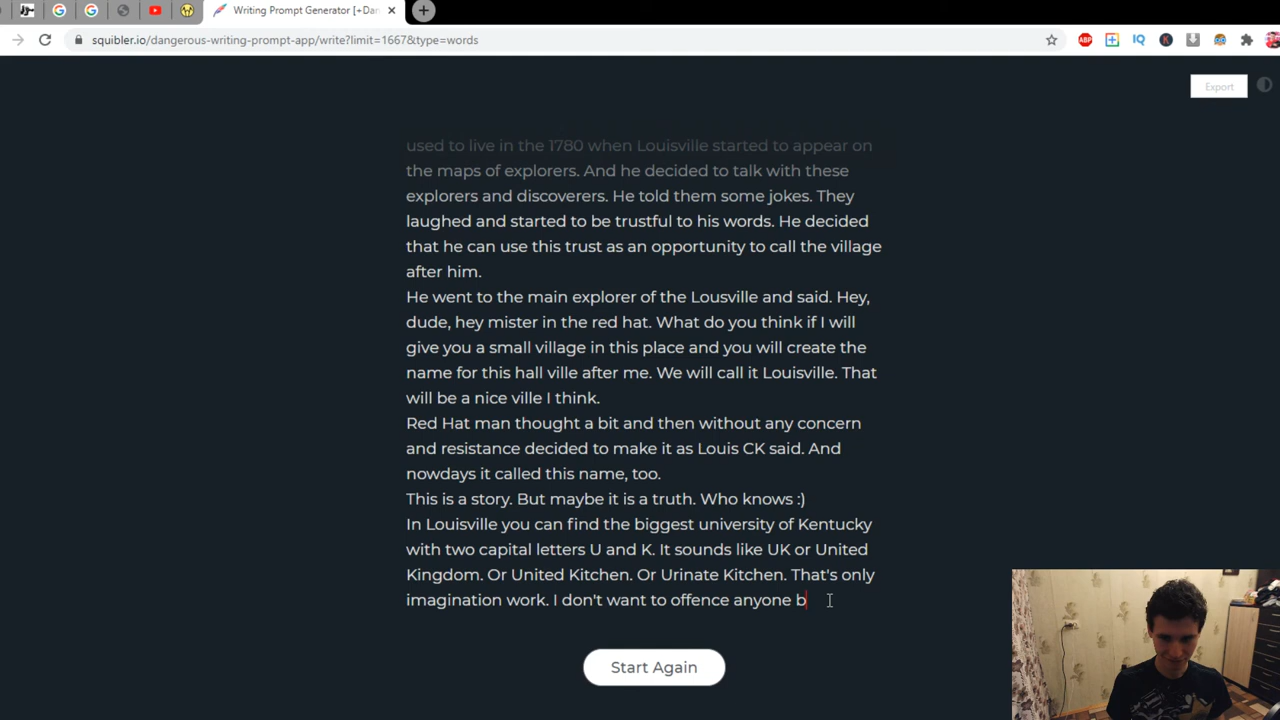 Writing Prompt Generator [+Dan
squibler.io/dangerous-writing-prompt-app/write?limit=1667&type=words
ABP
IQ
K
Export
used to live in the 1780 when Louisville started to appear on
the maps of explorers. And he decided to talk with these
explorers and discoverers. He told them some jokes. They
laughed and started to be trustful to his words. He decided
that he can use this trust as an opportunity to call the village
after him.
He went to the main explorer of the Lousville and said. Hey,
dude, hey mister in the red hat. What do you think if I will
give you a small village in this place and you will create the
name for this hall ville after me. We will call it Louisville. That
will be a nice ville I think.
Red Hat man thought a bit and then without any concern
and resistance decided to make it as Louis CK said. And
nowdays it called this name, too.
This is a story. But maybe it is a truth. Who knows :)
In Louisville you can find the biggest university of Kentucky
with two capital letters U and K. It sounds like UK or United
Kingdom. Or United Kitchen. Or Urinate Kitchen. That's only
imagination work. I don't want to offence anyone b
Start Again